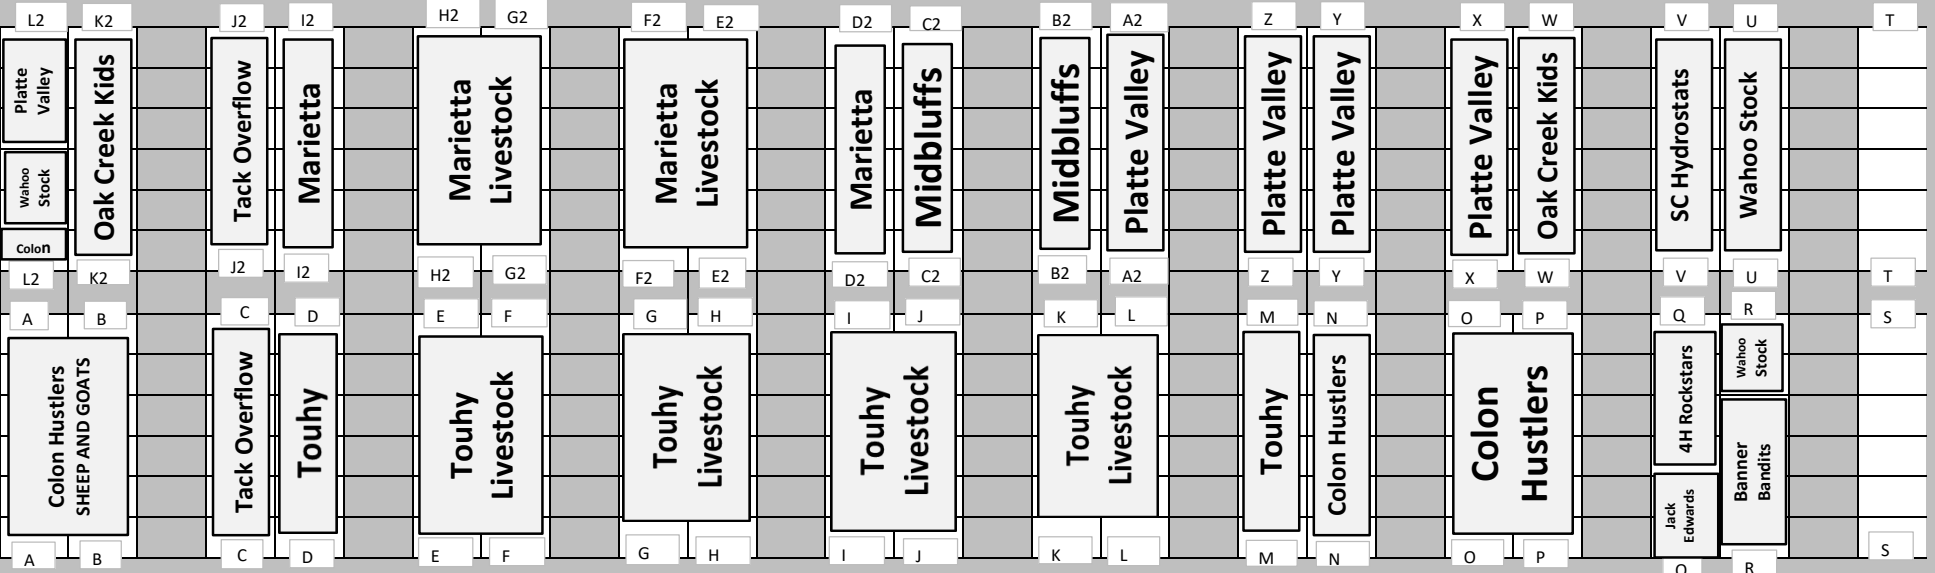 L2 K2 J2 I2 H2 G2 F2 E2 D2 C2 B2 A2 Z Y X W V U T
Platte
Valley
Wahoo
Stock
Colon
Oak Creek Kids
Tack Overflow
Marietta
Marietta
Livestock
Marietta
Livestock
Marietta
Midbluffs
Midbluffs
Platte Valley
Platte Valley
Platte Valley
Platte Valley
Oak Creek Kids
SC Hydrostats
Wahoo Stock
L2 K2 J2 I2 H2 G2 F2 E2 D2 C2 B2 A2 Z Y X W V U T
A B C D E F G H I J K L M N O P Q R S
Colon Hustlers
SHEEP AND GOATS
Tack Overflow
Touhy
Touhy
Livestock
Touhy
Livestock
Touhy
Livestock
Touhy
Livestock
Touhy
Colon Hustlers
Colon
Hustlers
4H Rockstars
Jack
Edwards
Wahoo
Stock
Banner
Bandits
A B C D E F G H I J K L M N O P Q R S